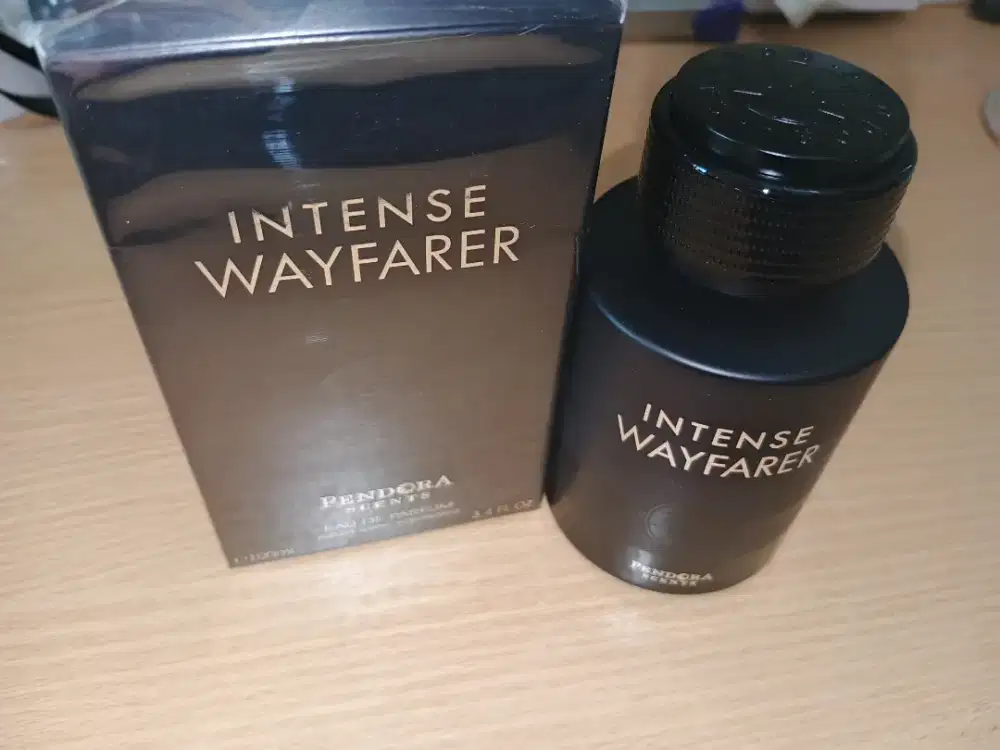 INTENSE
WAYFARER
PENDORA
SCENTS
EAU DE PARFUM
3.4 FL.OZ
INTENSE
WAYFARER
PENDORA
SCENTS